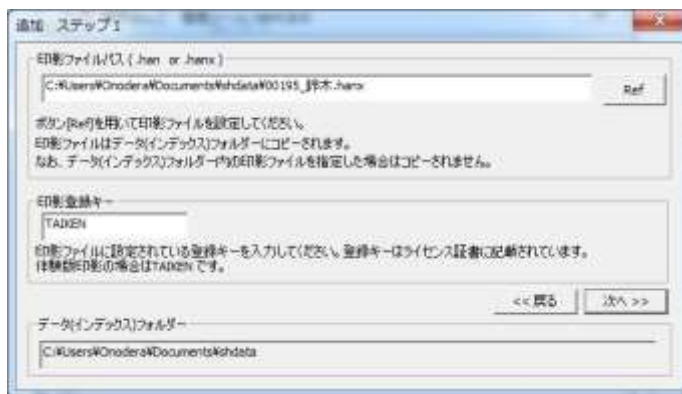 追加 ステップ1
印影ファイルパス (.han or .hanx)
C:¥Users¥Onodera¥Documents¥shdata¥00195_鈴木.hanx
Ref
ボタン[Ref]を用いて印影ファイルを設定してください。
印影ファイルはデータ(インデックス)フォルダーにコピーされます。
なお、データ(インデックス)フォルダー内の印影ファイルを指定した場合はコピーされません。
印影登録キー
TAIKEN
印影ファイルに設定されている登録キーを入力してください。登録キーはライセンス証書に記載されています。
体験版印影の場合はTAIKEN です。
<< 戻る
次へ >>
データ(インデックス)フォルダー
C:¥Users¥Onodera¥Documents¥shdata